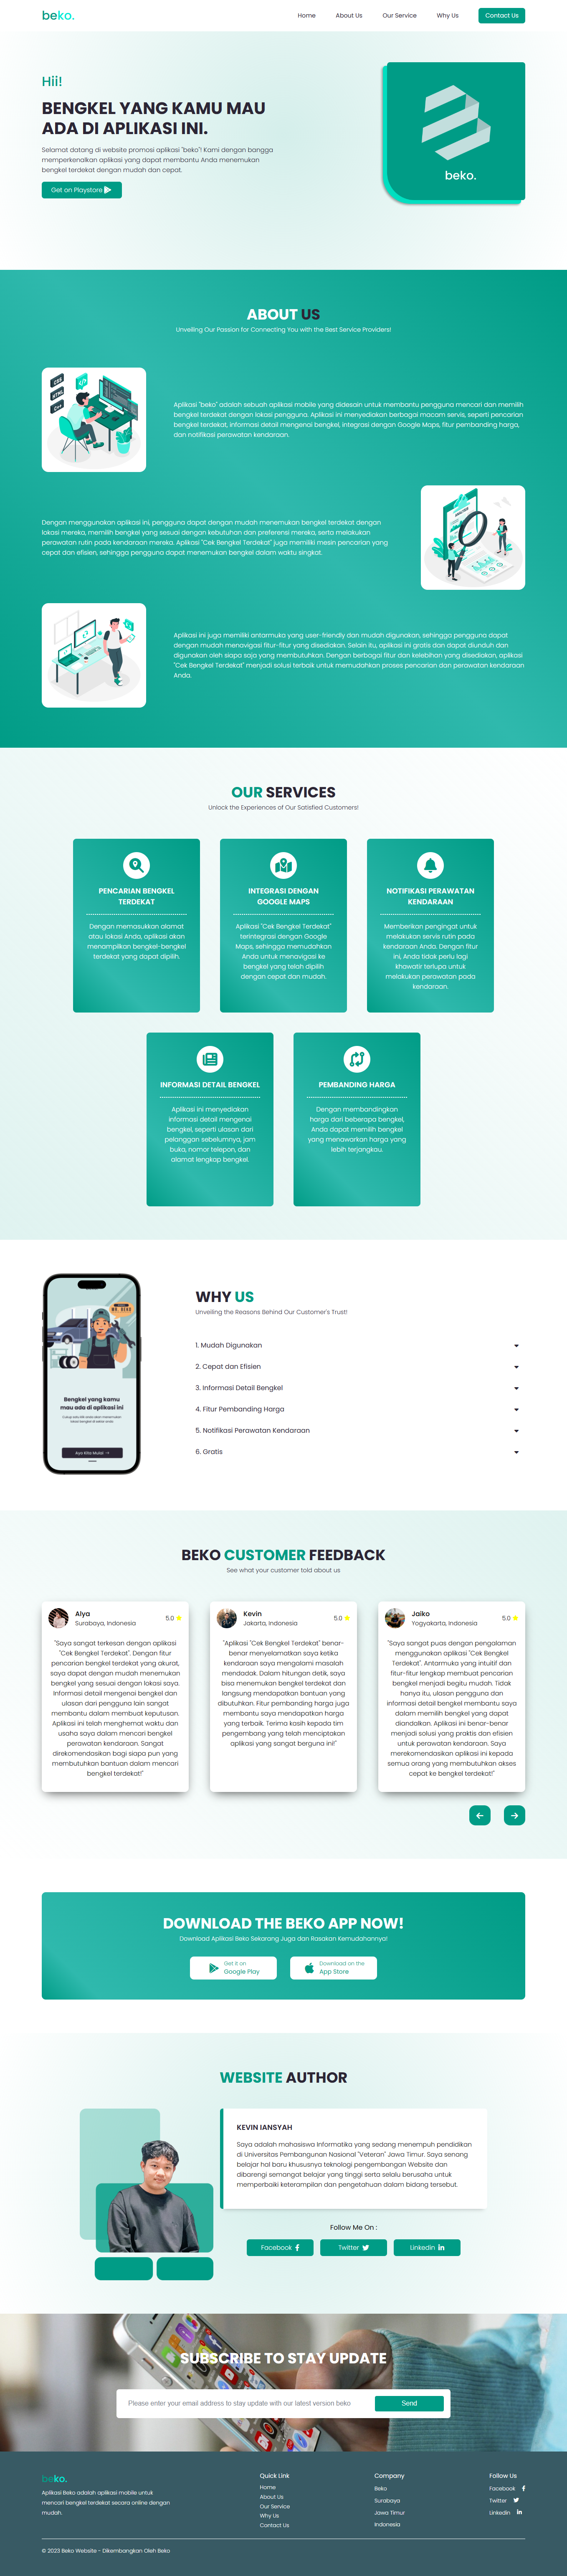 beko.
Home About Us Our Service Why Us Contact Us
Hii!
BENGKEL YANG KAMU MAU
ADA DI APLIKASI INI.
Selamat datang di website promosi aplikasi "beko"! Kami dengan bangga
memperkenalkan aplikasi yang dapat membantu Anda menemukan
bengkel terdekat dengan mudah dan cepat.
Get on Playstore
beko.
ABOUT US
Unveiling Our Passion for Connecting You with the Best Service Providers!
Aplikasi "beko" adalah sebuah aplikasi mobile yang didesain untuk membantu pengguna mencari dan memilih
bengkel terdekat dengan lokasi pengguna. Aplikasi ini menyediakan berbagai macam servis, seperti pencarian
bengkel terdekat, informasi detail mengenai bengkel, integrasi dengan Google Maps, fitur pembanding harga,
dan notifikasi perawatan kendaraan.
Dengan menggunakan aplikasi ini, pengguna dapat dengan mudah menemukan bengkel terdekat dengan
lokasi mereka, memilih bengkel yang sesuai dengan kebutuhan dan preferensi mereka, serta melakukan
perawatan rutin pada kendaraan mereka. Aplikasi "Cek Bengkel Terdekat" juga memiliki mesin pencarian yang
cepat dan efisien, sehingga pengguna dapat menemukan bengkel dalam waktu singkat.
Aplikasi ini juga memiliki antarmuka yang user-friendly dan mudah digunakan, sehingga pengguna dapat
dengan mudah menavigasi fitur-fitur yang disediakan. Selain itu, aplikasi ini gratis dan dapat diunduh dan
digunakan oleh siapa saja yang membutuhkan. Dengan berbagai fitur dan kelebihan yang disediakan, aplikasi
"Cek Bengkel Terdekat" menjadi solusi terbaik untuk memudahkan proses pencarian dan perawatan kendaraan
Anda.
OUR SERVICES
Unlock the Experiences of Our Satisfied Customers!
PENCARIAN BENGKEL
TERDEKAT
Dengan memasukkan alamat
atau lokasi Anda, aplikasi akan
menampilkan bengkel-bengkel
terdekat yang dapat dipilih.
INTEGRASI DENGAN
GOOGLE MAPS
Aplikasi "Cek Bengkel Terdekat"
terintegrasi dengan Google
Maps, sehingga memudahkan
Anda untuk menavigasi ke
bengkel yang telah dipilih
dengan cepat dan mudah.
NOTIFIKASI PERAWATAN
KENDARAAN
Memberikan pengingat untuk
melakukan servis rutin pada
kendaraan Anda. Dengan fitur
ini, Anda tidak perlu lagi
khawatir terlupa untuk
melakukan perawatan pada
kendaraan.
INFORMASI DETAIL BENGKEL
Aplikasi ini menyediakan
informasi detail mengenai
bengkel, seperti ulasan dari
pelanggan sebelumnya, jam
buka, nomor telepon, dan
alamat lengkap bengkel.
PEMBANDING HARGA
Dengan membandingkan
harga dari beberapa bengkel,
Anda dapat memilih bengkel
yang menawarkan harga yang
lebih terjangkau.
MR. BEKO
Bengkel yang kamu
mau ada di aplikasi ini
Ayo Kita Mulai
WHY US
Unveiling the Reasons Behind Our Customer's Trust!
1. Mudah Digunakan
2. Cepat dan Efisien
3. Informasi Detail Bengkel
4. Fitur Pembanding Harga
5. Notifikasi Perawatan Kendaraan
6. Gratis
BEKO CUSTOMER FEEDBACK
See what your customer told about us
Alya
Surabaya, Indonesia
5.0
"Saya sangat terkesan dengan aplikasi
"Cek Bengkel Terdekat". Dengan fitur
pencarian bengkel terdekat yang akurat,
saya dapat dengan mudah menemukan
bengkel yang sesuai dengan lokasi saya.
Informasi detail mengenai bengkel dan
ulasan dari pengguna lain sangat
membantu dalam membuat keputusan.
Aplikasi ini telah menghemat waktu dan
usaha saya dalam mencari bengkel
perawatan kendaraan. Sangat
direkomendasikan bagi siapa pun yang
membutuhkan bantuan dalam mencari
bengkel terdekat!"
Kevin
Jakarta, Indonesia
5.0
"Aplikasi "Cek Bengkel Terdekat" benar-
benar menyelamatkan saya ketika
kendaraan saya mengalami masalah
mendadak. Dalam hitungan detik, saya
bisa menemukan bengkel terdekat dan
langsung mendapatkan bantuan yang
dibutuhkan. Fitur pembanding harga juga
membantu saya mendapatkan harga
yang terbaik. Terima kasih kepada tim
pengembang yang telah menciptakan
aplikasi yang sangat berguna ini!"
Jaiko
Yogyakarta, Indonesia
5.0
"Saya sangat puas dengan pengalaman
menggunakan aplikasi "Cek Bengkel
Terdekat". Antarmuka yang intuitif dan
fitur-fitur lengkap membuat pencarian
bengkel menjadi begitu mudah. Tidak
hanya itu, ulasan pengguna dan
informasi detail bengkel membantu saya
dalam memilih bengkel yang dapat
diandalkan. Aplikasi ini benar-benar
menjadi solusi yang praktis dan efisien
untuk perawatan kendaraan. Saya
merekomendasikan aplikasi ini kepada
semua orang yang membutuhkan akses
cepat ke bengkel terdekat!"
DOWNLOAD THE BEKO APP NOW!
Download Aplikasi Beko Sekarang Juga dan Rasakan Kemudahannya!
Get it on
Google Play
Download on the
App Store
WEBSITE AUTHOR
KEVIN IANSYAH
Saya adalah mahasiswa Informatika yang sedang menempuh pendidikan
di Universitas Pembangunan Nasional "Veteran" Jawa Timur. Saya senang
belajar hal baru khususnya teknologi pengembangan Website dan
dibarengi semangat belajar yang tinggi serta selalu berusaha untuk
memperbaiki keterampilan dan pengetahuan dalam bidang tersebut.
Follow Me On :
Facebook Twitter Linkedin
SUBSCRIBE TO STAY UPDATE
Please enter your email address to stay update with our latest version beko
Send
beko.
Aplikasi Beko adalah aplikasi mobile untuk
mencari bengkel terdekat secara online dengan
mudah.
Quick Link
Home
About Us
Our Service
Why Us
Contact Us
Company
Beko
Surabaya
Jawa Timur
Indonesia
Follow Us
Facebook
Twitter
Linkedin
© 2023 Beko Website - Dikembangkan Oleh Beko